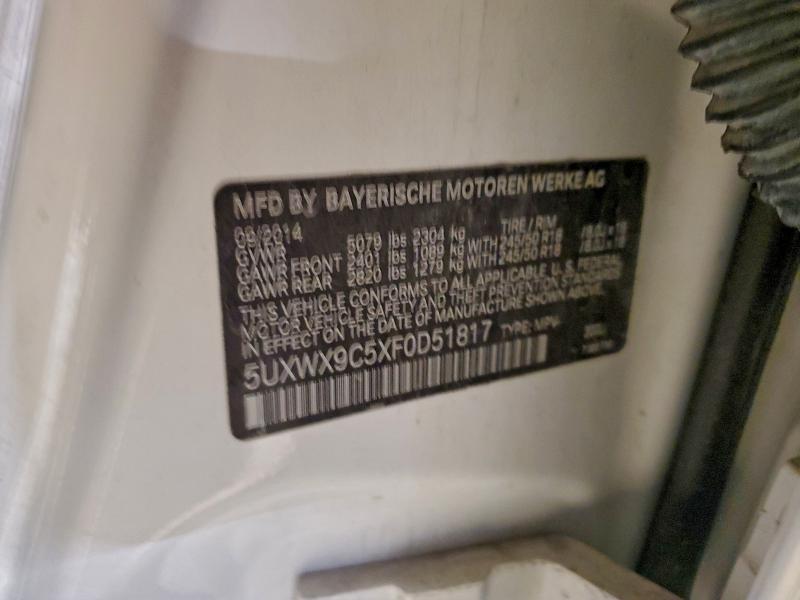 MFD BY BAYERISCHE MOTOREN WERKE AG
09/2014
TIRE / RIM
GVWR 5079 lbs 2304 kg
GAWR FRONT 2401 lbs 1089 kg WITH 245/50 R18
GAWR REAR 2820 lbs 1279 kg WITH 245/50 R18
THIS VEHICLE CONFORMS TO ALL APPLICABLE U.S. FEDERAL
MOTOR VEHICLE SAFETY AND THEFT PREVENTION STANDARDS
IN EFFECT ON THE DATE OF MANUFACTURE SHOWN ABOVE.
5UXWX9C5XF0D51817 TYPE: MPV